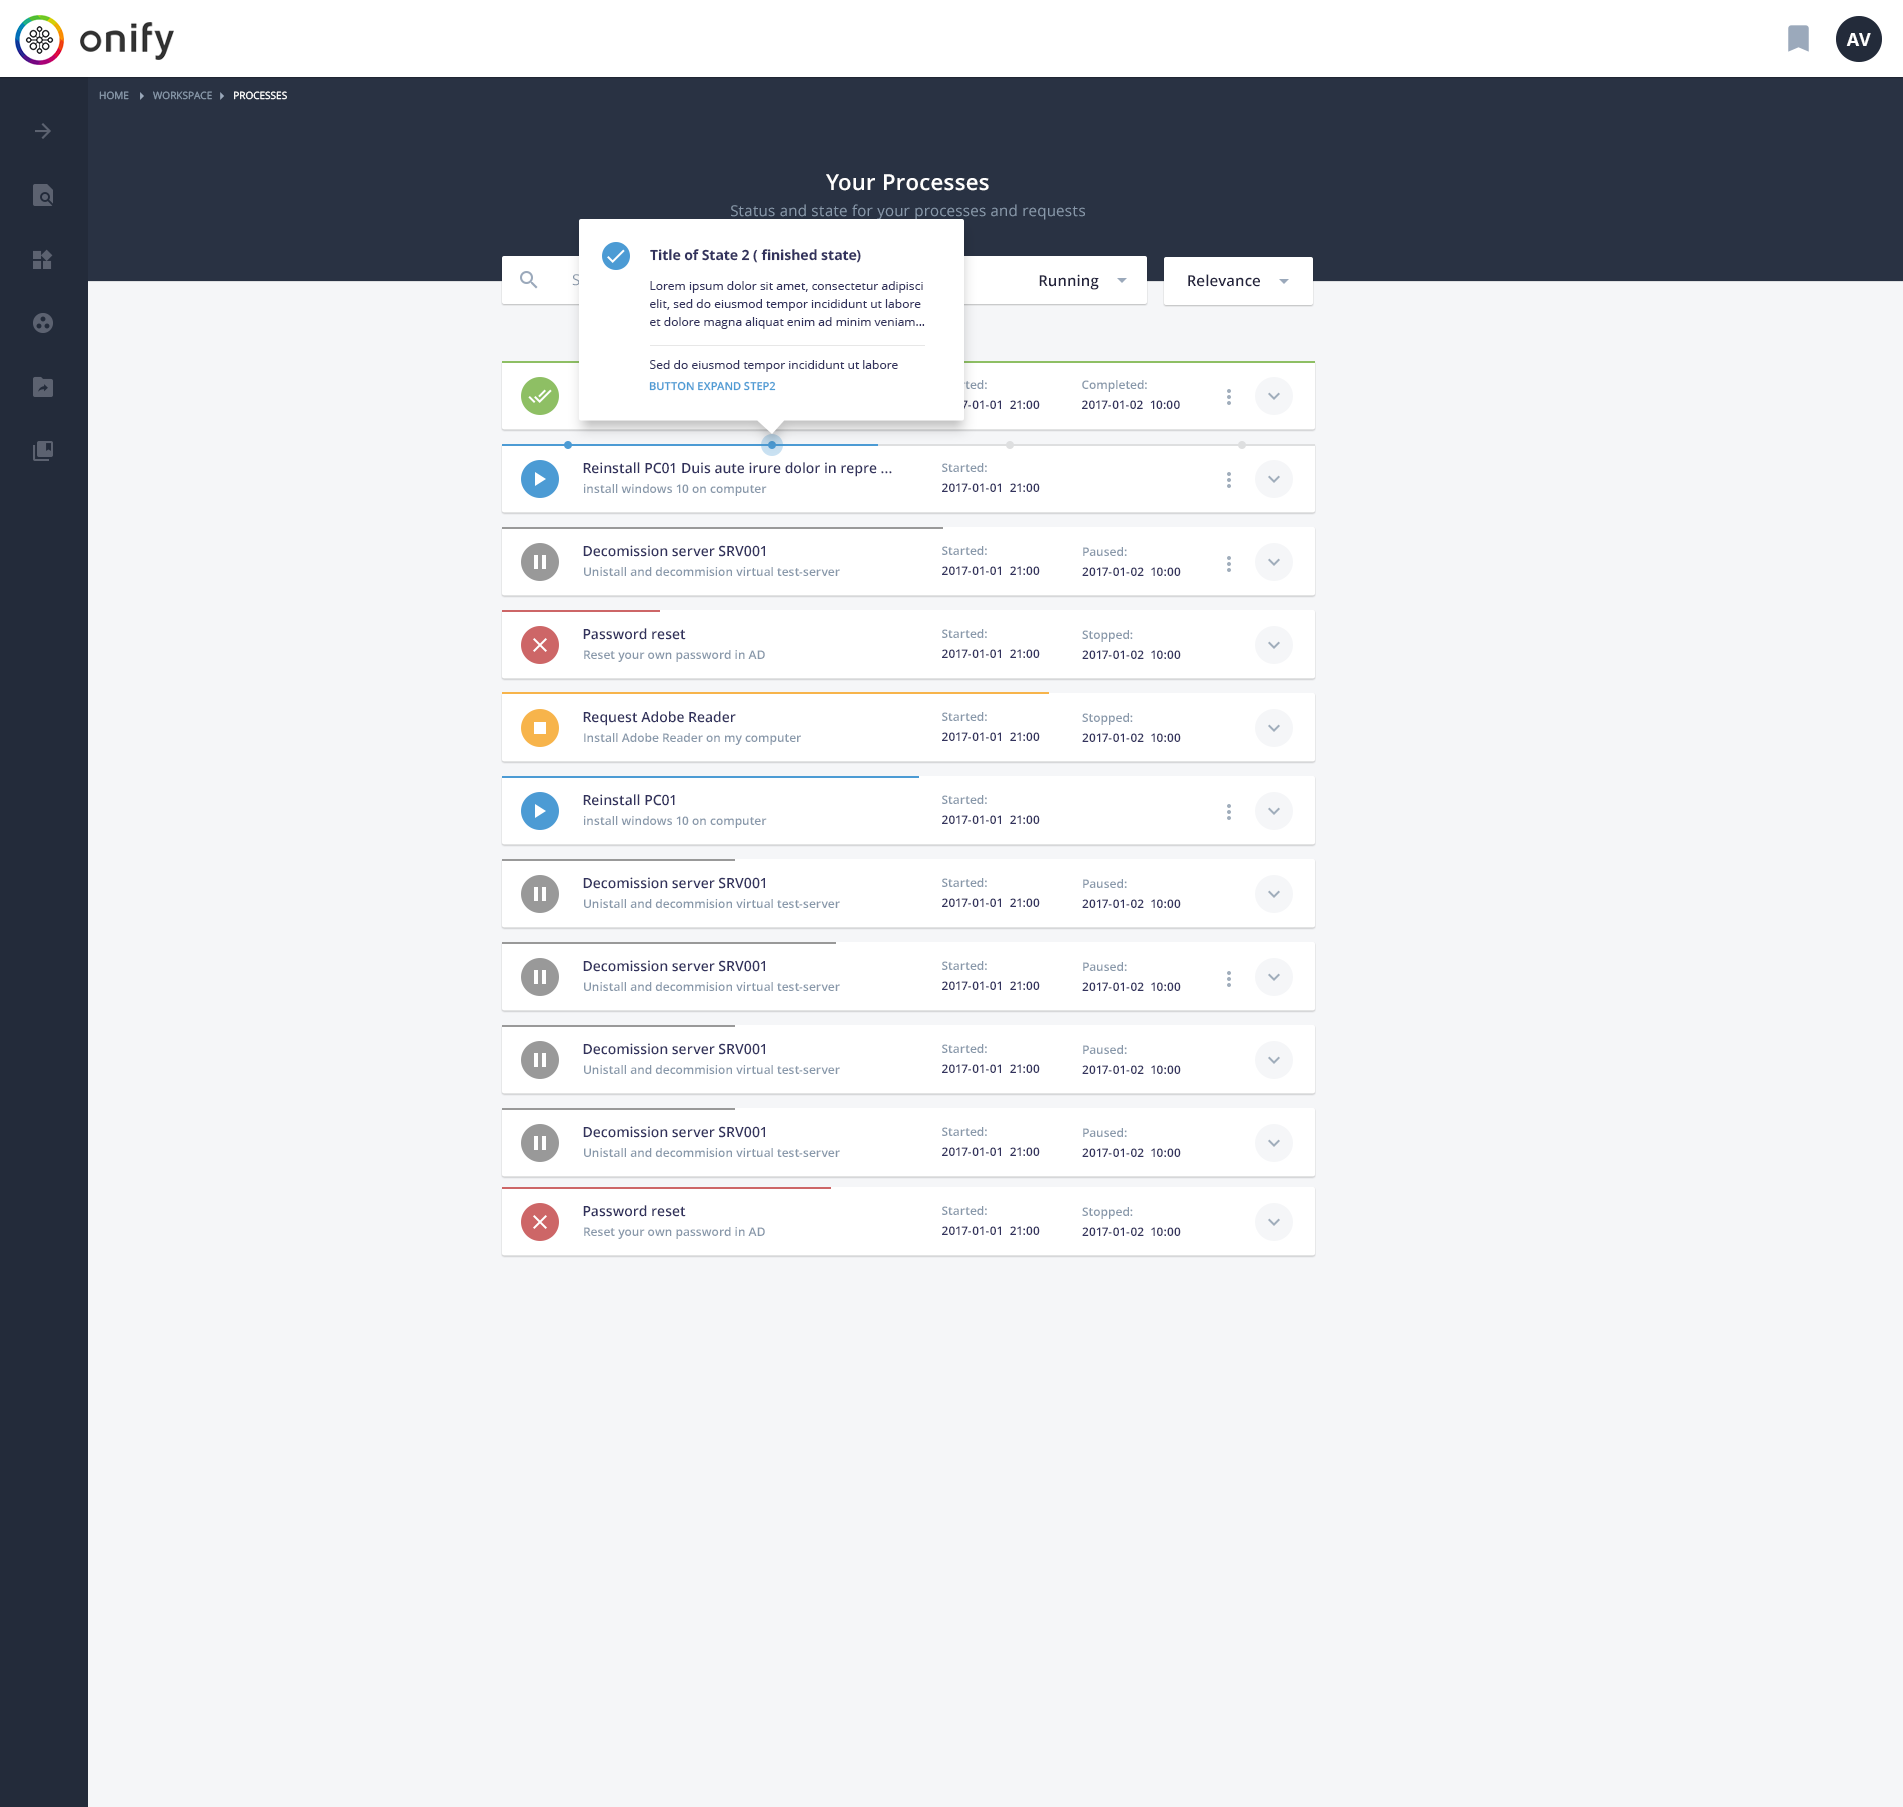 onify
AV
HOME WORKSPACE PROCESSES
Your Processes
Status and state for your processes and requests
Title of State 2 ( finished state)
Lorem ipsum dolor sit amet, consectetur adipisci
elit, sed do eiusmod tempor incididunt ut labore
et dolore magna aliquat enim ad minim veniam...
Sed do eiusmod tempor incididunt ut labore
BUTTON EXPAND STEP2
Running
Relevance
Completed:
21:00
2017-01-02 10:00
Reinstall PC01 Duis aute irure dolor in repre ...
install windows 10 on computer
Started:
2017-01-01 21:00
Decomission server SRV001
Unistall and decommision virtual test-server
Started:
2017-01-01 21:00
Paused:
2017-01-02 10:00
Password reset
Reset your own password in AD
Started:
2017-01-01 21:00
Stopped:
2017-01-02 10:00
Request Adobe Reader
Install Adobe Reader on my computer
Started:
2017-01-01 21:00
Stopped:
2017-01-02 10:00
Reinstall PC01
install windows 10 on computer
Started:
2017-01-01 21:00
Decomission server SRV001
Unistall and decommision virtual test-server
Started:
2017-01-01 21:00
Paused:
2017-01-02 10:00
Decomission server SRV001
Unistall and decommision virtual test-server
Started:
2017-01-01 21:00
Paused:
2017-01-02 10:00
Decomission server SRV001
Unistall and decommision virtual test-server
Started:
2017-01-01 21:00
Paused:
2017-01-02 10:00
Decomission server SRV001
Unistall and decommision virtual test-server
Started:
2017-01-01 21:00
Paused:
2017-01-02 10:00
Password reset
Reset your own password in AD
Started:
2017-01-01 21:00
Stopped:
2017-01-02 10:00